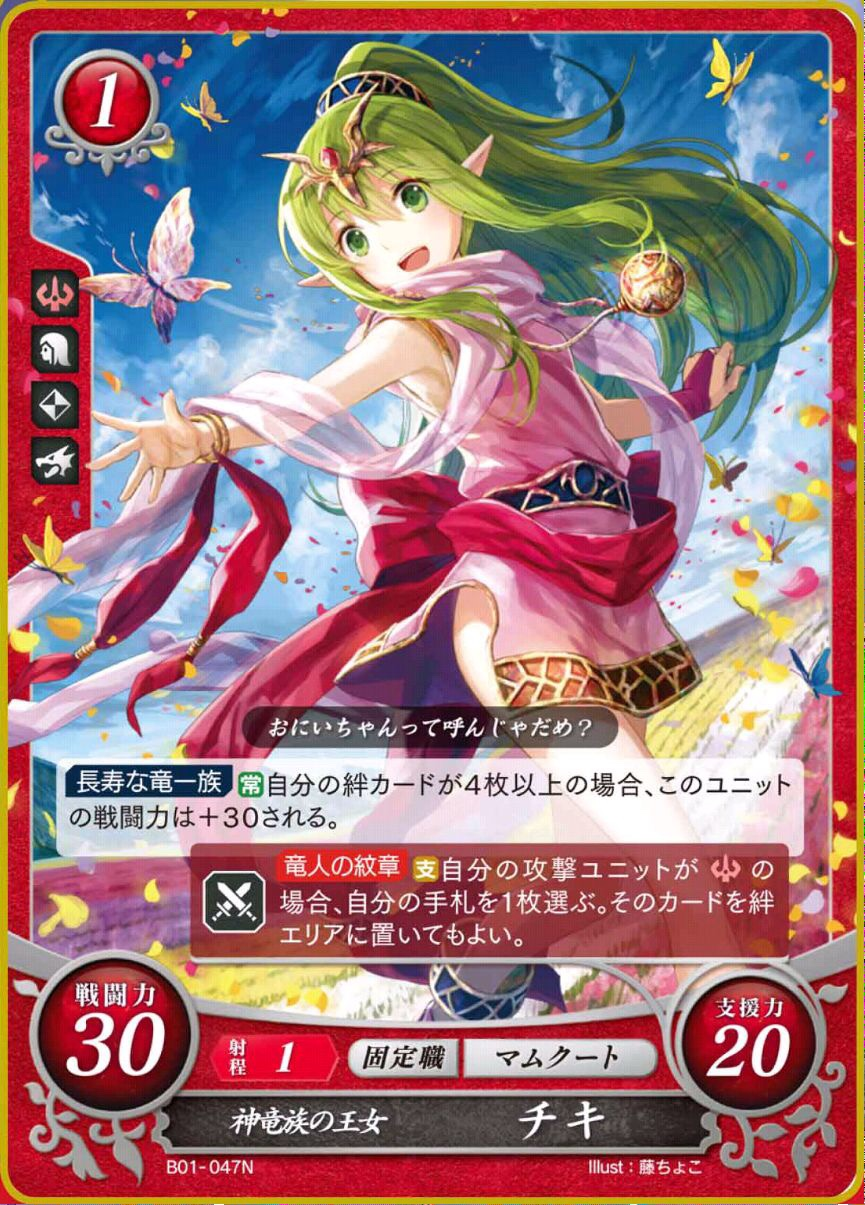 1
おにいちゃんって呼んじゃだめ?
長寿な竜一族 常 自分の絆カードが4枚以上の場合、このユニット
の戦闘力は+30される。
竜人の紋章 支 自分の攻撃ユニットが の
場合、自分の手札を1枚選ぶ。そのカードを絆
エリアに置いてもよい。
戦闘力
30
射程 1
固定職
マムクート
支援力
20
神竜族の王女 チキ
B01-047N
Illust:藤ちょこ